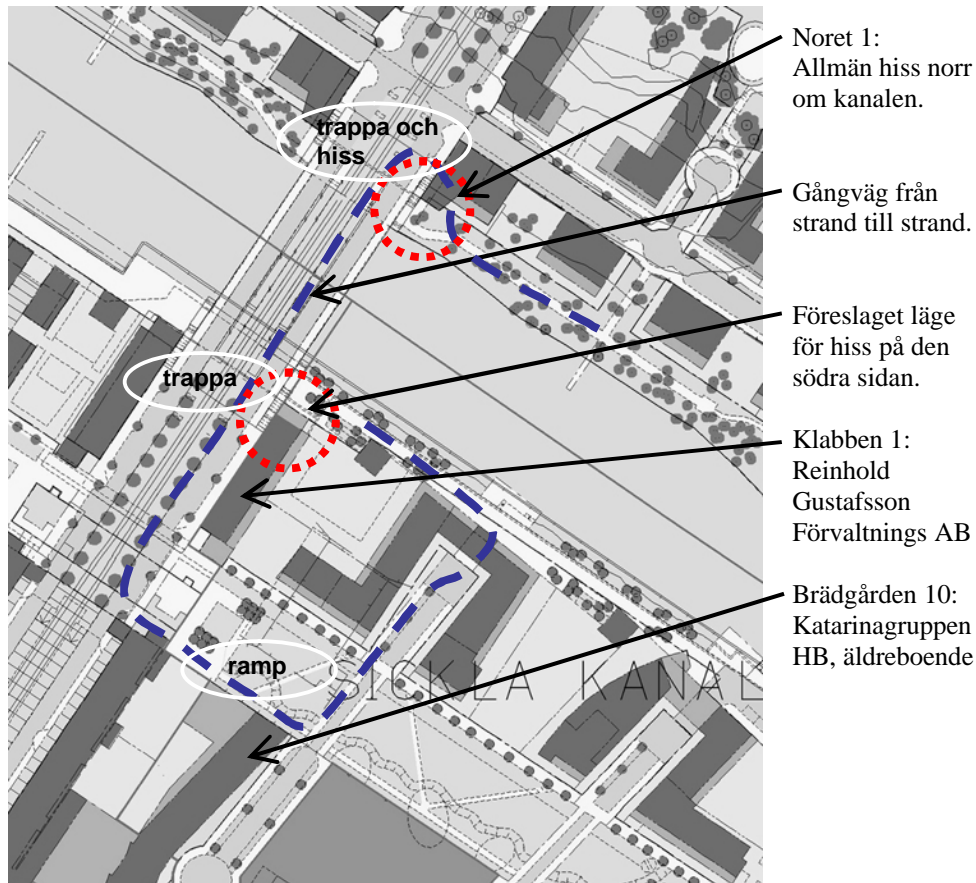 trappa och
hiss
trappa
ramp
SICKLA KANAL
Noret 1:
Allmän hiss norr
om kanalen.
Gångväg från
strand till strand.
Föreslaget läge
för hiss på den
södra sidan.
Klabben 1:
Reinhold
Gustafsson
Förvaltnings AB
Brädgården 10:
Katarinagruppen
HB, äldreboende